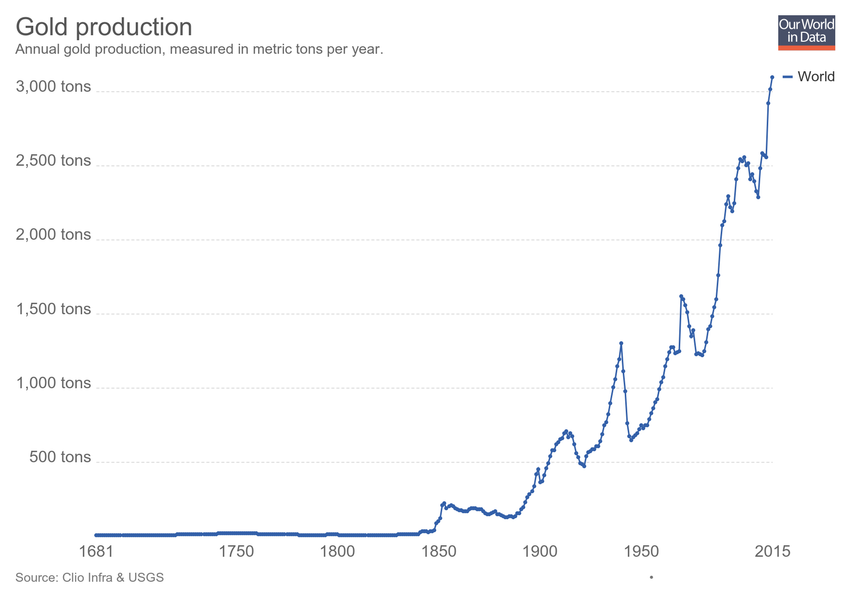 Gold production
Annual gold production, measured in metric tons per year.
Our World
in Data
World
3,000 tons
2,500 tons
2,000 tons
1,500 tons
1,000 tons
500 tons
1681 1750 1800 1850 1900 1950 2015
Source: Clio Infra & USGS